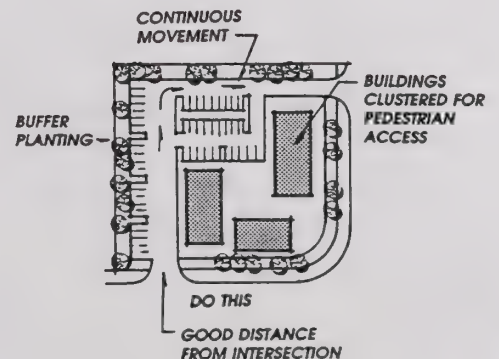 CONTINUOUS
MOVEMENT
BUFFER
PLANTING
BUILDINGS
CLUSTERED FOR
PEDESTRIAN
ACCESS
DO THIS
GOOD DISTANCE
FROM INTERSECTION